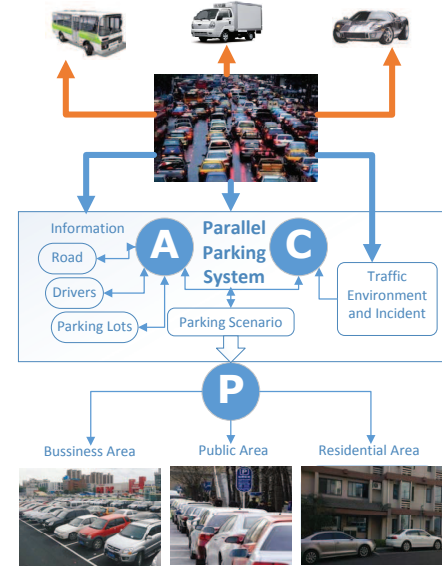 Information
A
Parallel
Parking
System
C
Road
Drivers
Parking Lots
Parking Scenario
Traffic
Environment
and Incident
P
Bussiness Area
Public Area
Residential Area